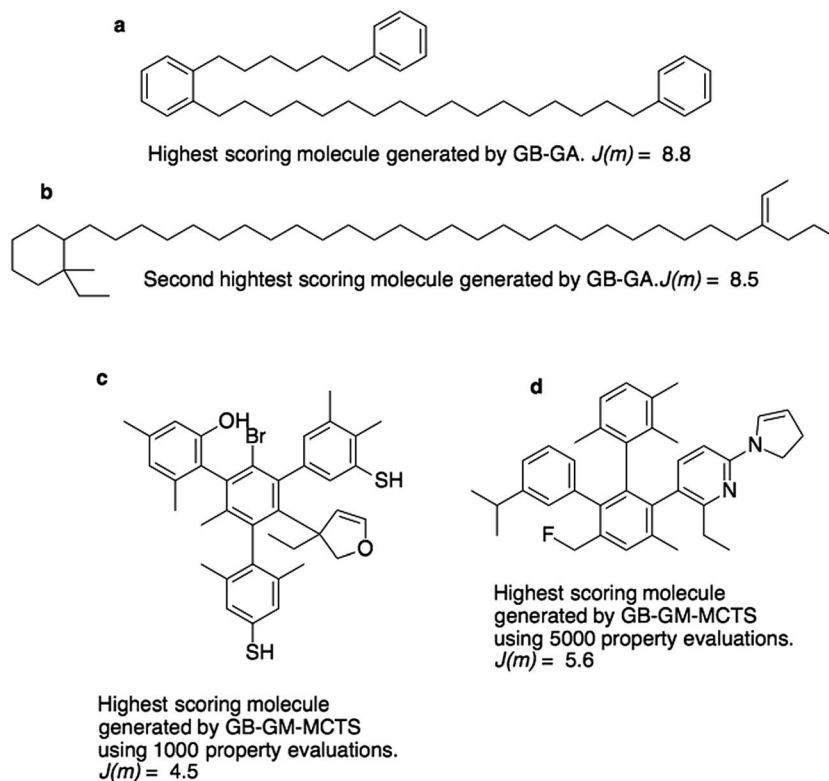 a
Highest scoring molecule generated by GB-GA. J(m) = 8.8
b
Second hightest scoring molecule generated by GB-GA.J(m) = 8.5
c
OH
Br
SH
O
SH
Highest scoring molecule
generated by GB-GM-MCTS
using 1000 property evaluations.
J(m) = 4.5
d
N
N
F
Highest scoring molecule
generated by GB-GM-MCTS
using 5000 property evaluations.
J(m) = 5.6